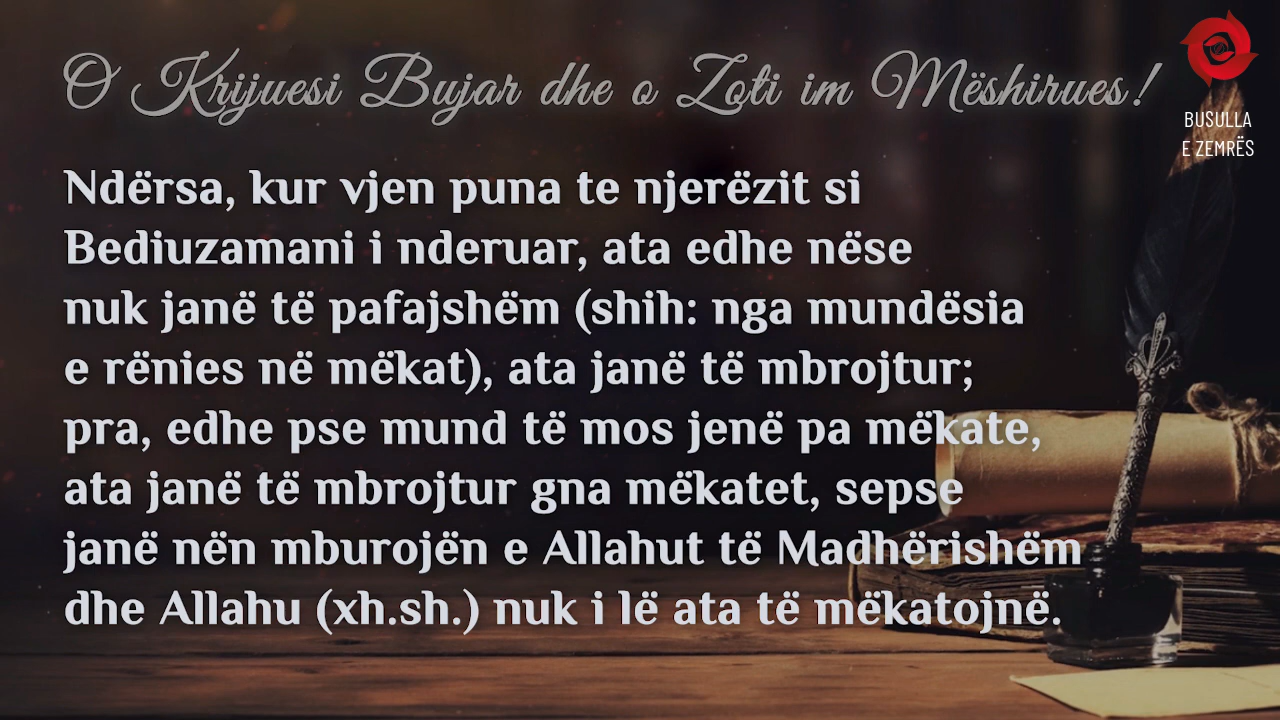 O Krijuesi Bujar dhe o Zoti im Mëshirues!
BUSULLA
E ZEMRËS
Ndërsa, kur vjen puna te njerëzit si
Bediuzamani i nderuar, ata edhe nëse
nuk janë të pafajshëm (shih: nga mundësia
e rënies në mëkat), ata janë të mbrojtur;
pra, edhe pse mund të mos jenë pa mëkate,
ata janë të mbrojtur gna mëkatet, sepse
janë nën mburojën e Allahut të Madhërishëm
dhe Allahu (xh.sh.) nuk i lë ata të mëkatojnë.